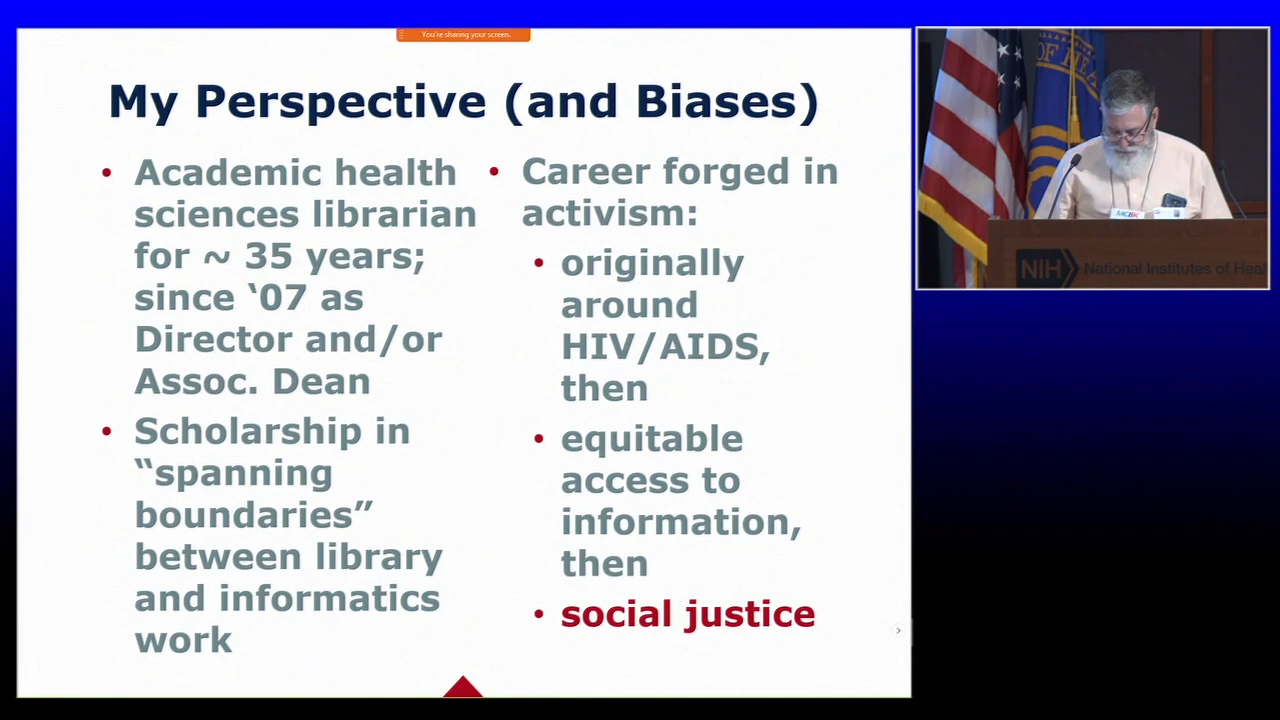 You're sharing your screen.
My Perspective (and Biases)
• Academic health
sciences librarian
for ~ 35 years;
since ‘07 as
Director and/or
Assoc. Dean
• Scholarship in
“spanning
boundaries”
between library
and informatics
work
• Career forged in
activism:
• originally
around
HIV/AIDS,
then
• equitable
access to
information,
then
• social justice
OF HEA
NIH National Institutes of Heal